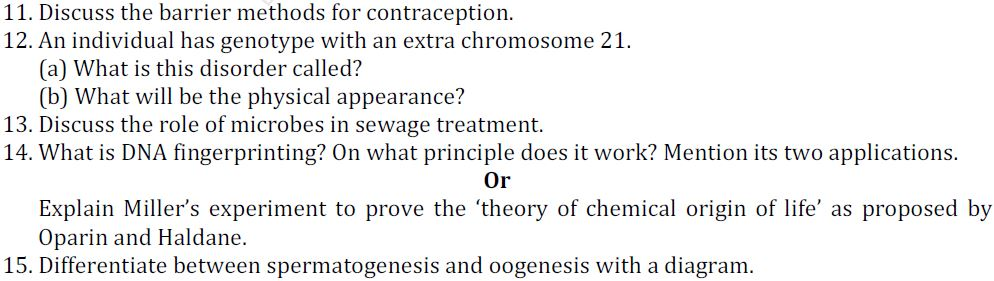 11. Discuss the barrier methods for contraception.
12. An individual has genotype with an extra chromosome 21.
(a) What is this disorder called?
(b) What will be the physical appearance?
13. Discuss the role of microbes in sewage treatment.
14. What is DNA fingerprinting? On what principle does it work? Mention its two applications.
Or
Explain Miller’s experiment to prove the ‘theory of chemical origin of life’ as proposed by
Oparin and Haldane.
15. Differentiate between spermatogenesis and oogenesis with a diagram.